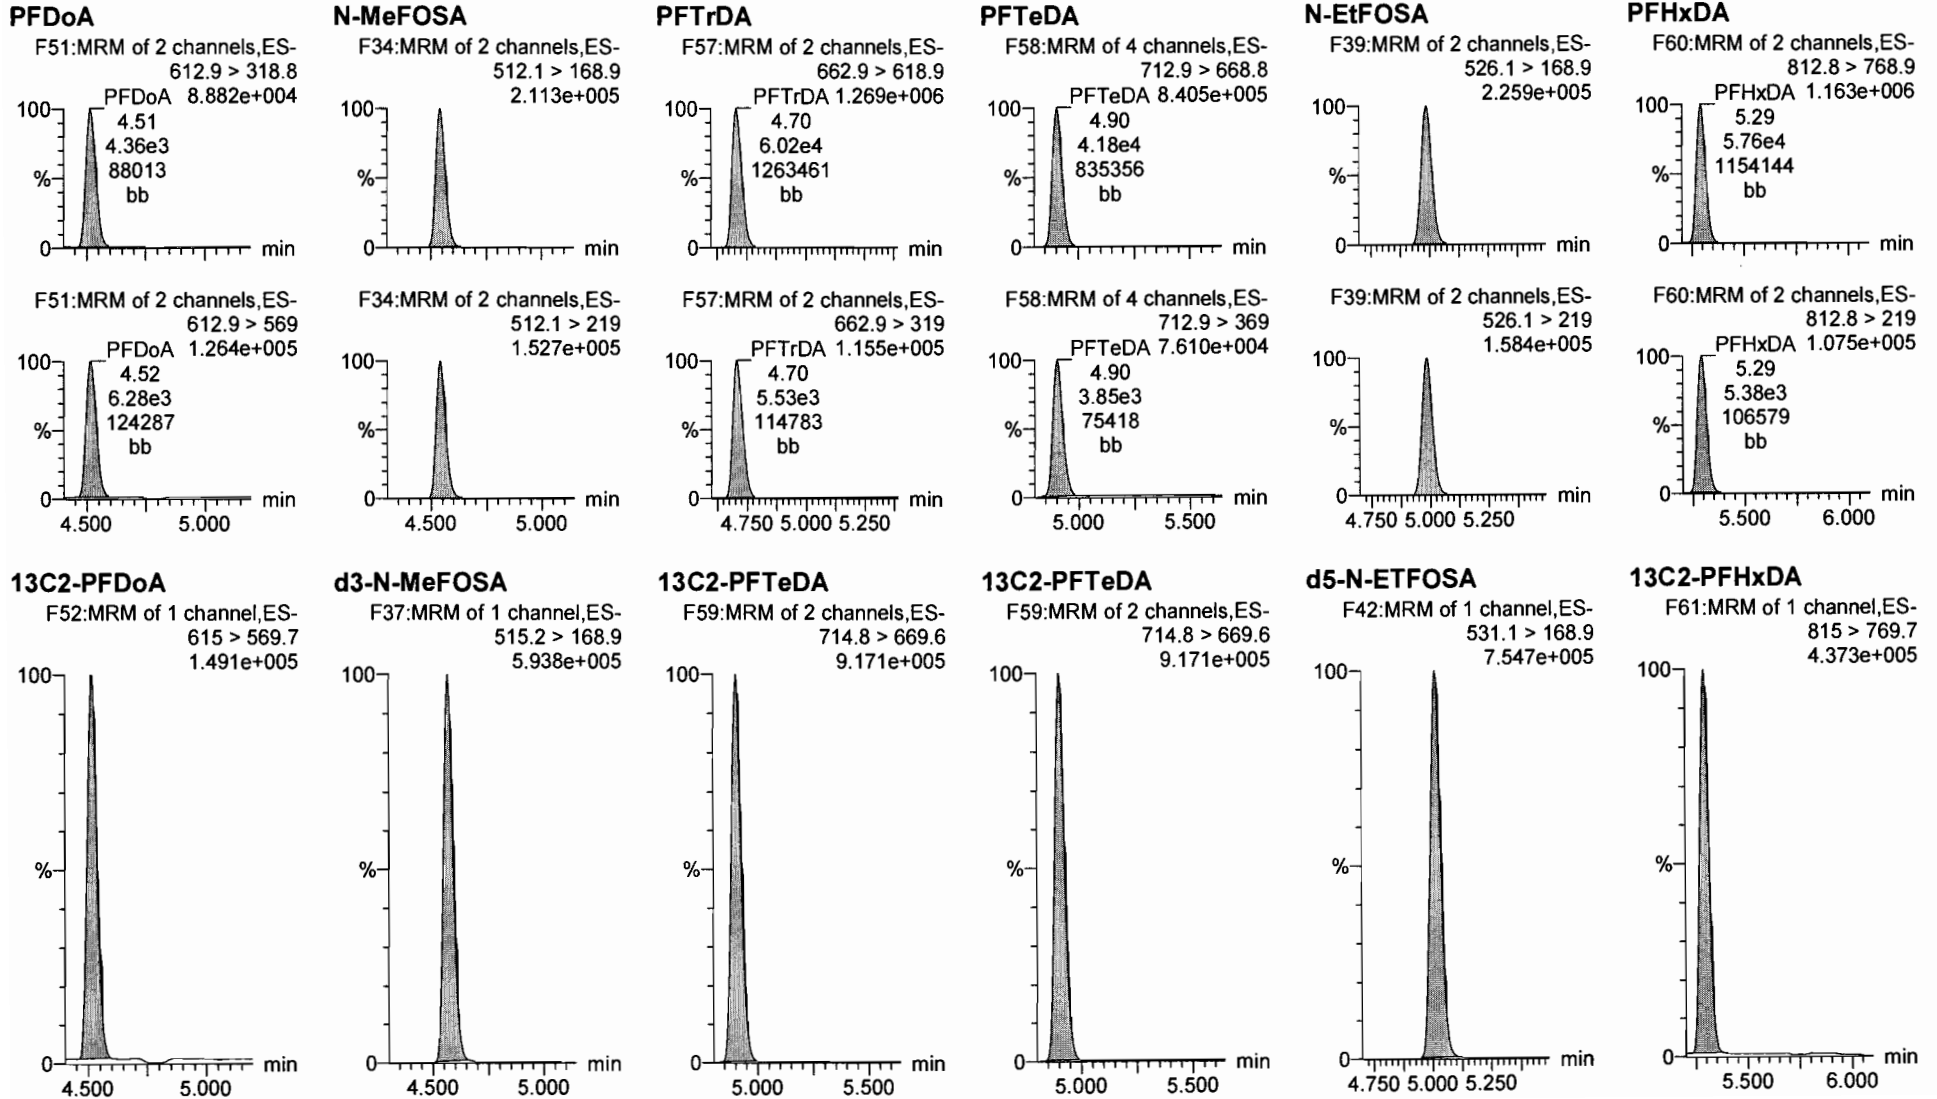 PFDoA
F51:MRM of 2 channels,ES-
612.9 > 318.8
8.882e+004
PFDoA
4.51
4.36e3
88013
bb
100
%
0
min
F51:MRM of 2 channels,ES-
612.9 > 569
1.264e+005
PFDoA
4.52
6.28e3
124287
bb
100
%
0
min
4.500 5.000
N-MeFOSA
F34:MRM of 2 channels,ES-
512.1 > 168.9
2.113e+005
100
%
0
min
F34:MRM of 2 channels,ES-
512.1 > 219
1.527e+005
100
%
0
min
4.500 5.000
PFTrDA
F57:MRM of 2 channels,ES-
662.9 > 618.9
PFTrDA 1.269e+006
4.70
6.02e4
1263461
bb
100
%
0
min
F57:MRM of 2 channels,ES-
662.9 > 319
PFTrDA 1.155e+005
4.70
5.53e3
114783
bb
100
%
0
min
4.750 5.000 5.250
PFTeDA
F58:MRM of 4 channels,ES-
712.9 > 668.8
PFTeDA 8.405e+005
4.90
4.18e4
835356
bb
100
%
0
min
F58:MRM of 4 channels,ES-
712.9 > 369
PFTeDA 7.610e+004
4.90
3.85e3
75418
bb
100
%
0
min
5.000 5.500
N-EtFOSA
F39:MRM of 2 channels,ES-
526.1 > 168.9
2.259e+005
100
%
0
min
F39:MRM of 2 channels,ES-
526.1 > 219
1.584e+005
100
%
0
min
4.750 5.000 5.250
PFHxDA
F60:MRM of 2 channels,ES-
812.8 > 768.9
PFHxDA 1.163e+006
5.29
5.76e4
1154144
bb
100
%
0
min
F60:MRM of 2 channels,ES-
812.8 > 219
PFHxDA 1.075e+005
5.29
5.38e3
106579
bb
100
%
0
min
5.500 6.000
13C2-PFDoA
F52:MRM of 1 channel,ES-
615 > 569.7
1.491e+005
100
%
0
min
4.500 5.000
d3-N-MeFOSA
F37:MRM of 1 channel,ES-
515.2 > 168.9
5.938e+005
100
%
0
min
4.500 5.000
13C2-PFTeDA
F59:MRM of 2 channels,ES-
714.8 > 669.6
9.171e+005
100
%
0
min
5.000 5.500
13C2-PFTeDA
F59:MRM of 2 channels,ES-
714.8 > 669.6
9.171e+005
100
%
0
min
5.000 5.500
d5-N-ETFOSA
F42:MRM of 1 channel,ES-
531.1 > 168.9
7.547e+005
100
%
0
min
4.750 5.000 5.250
13C2-PFHxDA
F61:MRM of 1 channel,ES-
815 > 769.7
4.373e+005
100
%
0
min
5.500 6.000